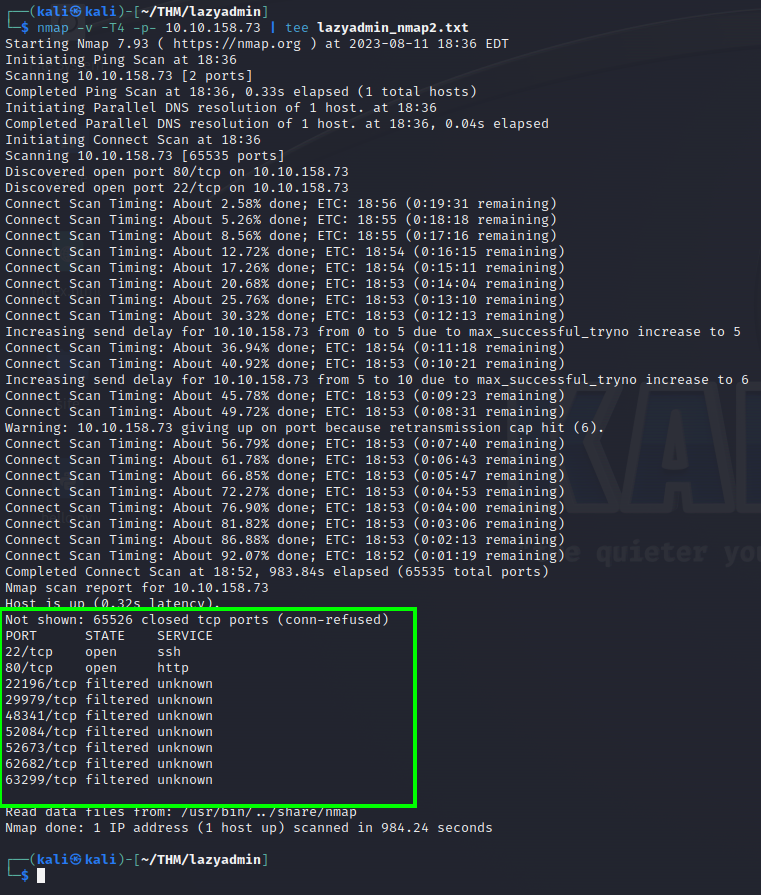 ┌──(kali㉿kali)-[~/THM/lazyadmin]
└─$ nmap -v -T4 -p- 10.10.158.73 | tee lazyadmin_nmap2.txt
Starting Nmap 7.93 ( https://nmap.org ) at 2023-08-11 18:36 EDT
Initiating Ping Scan at 18:36
Scanning 10.10.158.73 [2 ports]
Completed Ping Scan at 18:36, 0.33s elapsed (1 total hosts)
Initiating Parallel DNS resolution of 1 host. at 18:36
Completed Parallel DNS resolution of 1 host. at 18:36, 0.04s elapsed
Initiating Connect Scan at 18:36
Scanning 10.10.158.73 [65535 ports]
Discovered open port 80/tcp on 10.10.158.73
Discovered open port 22/tcp on 10.10.158.73
Connect Scan Timing: About 2.58% done; ETC: 18:56 (0:19:31 remaining)
Connect Scan Timing: About 5.26% done; ETC: 18:55 (0:18:18 remaining)
Connect Scan Timing: About 8.56% done; ETC: 18:55 (0:17:16 remaining)
Connect Scan Timing: About 12.72% done; ETC: 18:54 (0:16:15 remaining)
Connect Scan Timing: About 17.26% done; ETC: 18:54 (0:15:11 remaining)
Connect Scan Timing: About 20.68% done; ETC: 18:53 (0:14:04 remaining)
Connect Scan Timing: About 25.76% done; ETC: 18:53 (0:13:10 remaining)
Connect Scan Timing: About 30.32% done; ETC: 18:53 (0:12:13 remaining)
Increasing send delay for 10.10.158.73 from 0 to 5 due to max_successful_tryno increase to 5
Connect Scan Timing: About 36.94% done; ETC: 18:54 (0:11:18 remaining)
Connect Scan Timing: About 40.92% done; ETC: 18:53 (0:10:21 remaining)
Increasing send delay for 10.10.158.73 from 5 to 10 due to max_successful_tryno increase to 6
Connect Scan Timing: About 45.78% done; ETC: 18:53 (0:09:23 remaining)
Connect Scan Timing: About 49.72% done; ETC: 18:53 (0:08:31 remaining)
Warning: 10.10.158.73 giving up on port because retransmission cap hit (6).
Connect Scan Timing: About 56.79% done; ETC: 18:53 (0:07:40 remaining)
Connect Scan Timing: About 61.78% done; ETC: 18:53 (0:06:43 remaining)
Connect Scan Timing: About 66.85% done; ETC: 18:53 (0:05:47 remaining)
Connect Scan Timing: About 72.27% done; ETC: 18:53 (0:04:53 remaining)
Connect Scan Timing: About 76.90% done; ETC: 18:53 (0:04:00 remaining)
Connect Scan Timing: About 81.82% done; ETC: 18:53 (0:03:06 remaining)
Connect Scan Timing: About 86.88% done; ETC: 18:53 (0:02:13 remaining)
Connect Scan Timing: About 92.07% done; ETC: 18:52 (0:01:19 remaining)
Completed Connect Scan at 18:52, 983.84s elapsed (65535 total ports)
Nmap scan report for 10.10.158.73
Host is up (0.32s latency).
Not shown: 65526 closed tcp ports (conn-refused)
PORT      STATE    SERVICE
22/tcp    open     ssh
80/tcp    open     http
22196/tcp filtered unknown
29979/tcp filtered unknown
48341/tcp filtered unknown
52084/tcp filtered unknown
52673/tcp filtered unknown
62682/tcp filtered unknown
63299/tcp filtered unknown
Read data files from: /usr/bin/../share/nmap
Nmap done: 1 IP address (1 host up) scanned in 984.24 seconds
┌──(kali㉿kali)-[~/THM/lazyadmin]
└─$
KA
quieter yo